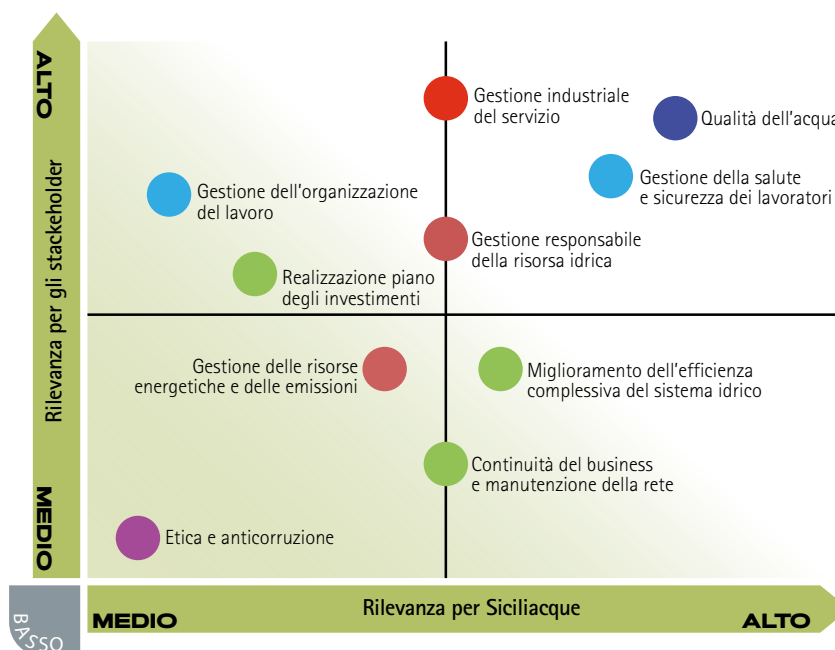 ALTO
Rilevanza per gli stackeholder
MEDIO
Gestione industriale
del servizio
Qualità dell'acqua
Gestione dell'organizzazione
del lavoro
Gestione della salute
e sicurezza dei lavoratori
Gestione responsabile
della risorsa idrica
Realizzazione piano
degli investimenti
Gestione delle risorse
energetiche e delle emissioni
Miglioramento dell'efficienza
complessiva del sistema idrico
Continuità del business
e manutenzione della rete
Etica e anticorruzione
BASSO
MEDIO
Rilevanza per Siciliacque
ALTO